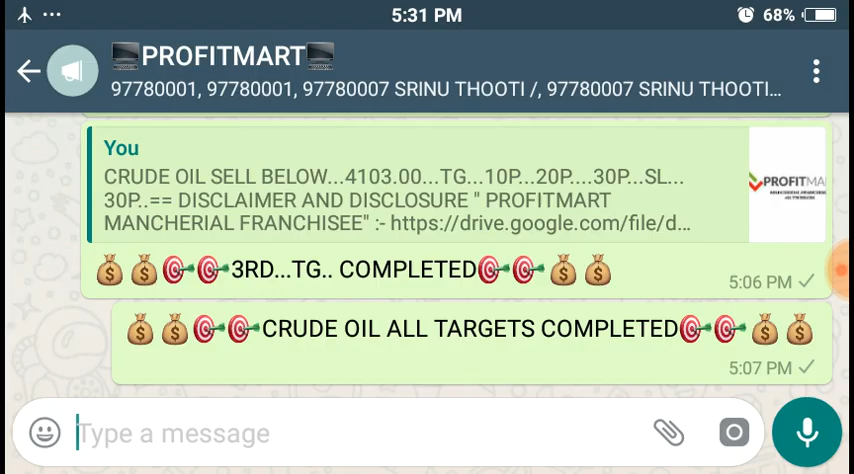 5:31 PM
68%
PROFITMART
97780001, 97780001, 97780007 SRINU THOOTI /, 97780007 SRINU THOOTI...
You
CRUDE OIL SELL BELOW...4103.00...TG...10P...20P....30P...SL...
30P..== DISCLAIMER AND DISCLOSURE " PROFITMART
MANCHERIAL FRANCHISEE" :- https://drive.google.com/file/d...
PROFITMA
💰💰🎯🎯3RD...TG.. COMPLETED🎯🎯💰💰
5:06 PM
💰💰🎯🎯CRUDE OIL ALL TARGETS COMPLETED🎯🎯💰💰
5:07 PM
Type a message